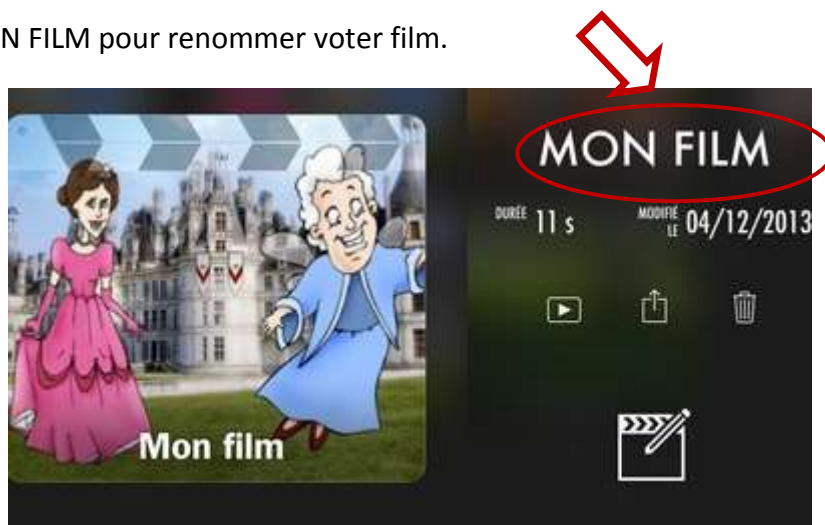 N FILM pour renommer voter film.
MON FILM
DURÉE 11 s MODIFIÉ LE 04/12/2013
Mon film